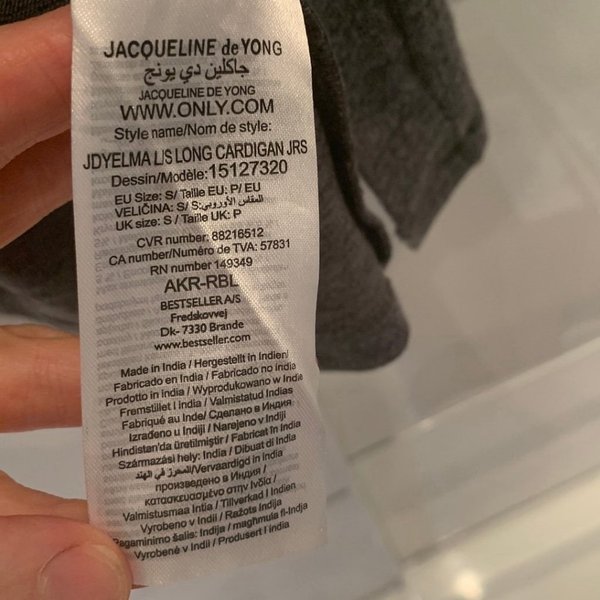 JACQUELINE de YONG
جاكلين دي يونج
JACQUELINE DE YONG
WWW.ONLY.COM
Style name/Nom de style:
JDYELMA L/S LONG CARDIGAN JRS
Dessin/Modèle:15127320
EU Size: S/ Taille EU: P/ EU
VELIČINA: S/ S:المقاس الأوروبي
UK size: S / Taille UK: P
CVR number: 88216512
CA number/Numéro de TVA: 57831
RN number 149349
AKR-RBL
BESTSELLER A/S
Fredskovvej
Dk- 7330 Brande
www.bestseller.com
Made in India / Hergestellt in Indien/
Fabricado en India / Fabricado no india
Prodotto in India / Wyprodukowano w Indie
Fremstillet i India / Valmistatud Indias
Fabriqué au Inde/ Сделано в Индия
Izrađeno u Indiji / Narejeno v Indiji
Hindistan'da üretilmiştir / Fabricat în India
Származási hely: India / Dibuat di India
المحرز في الهند/Vervaardigd in india
произведено в Индия /
κατασκευασμένο στην Ινδία /
Valmistusmaa Intia / Tillverkad I Indien
Vyrobeno v Indii / Ražots Indija
Pagaminimo šalis: Indija / magħmula fl-Indja
Vyrobené v Indii / Produsert I india